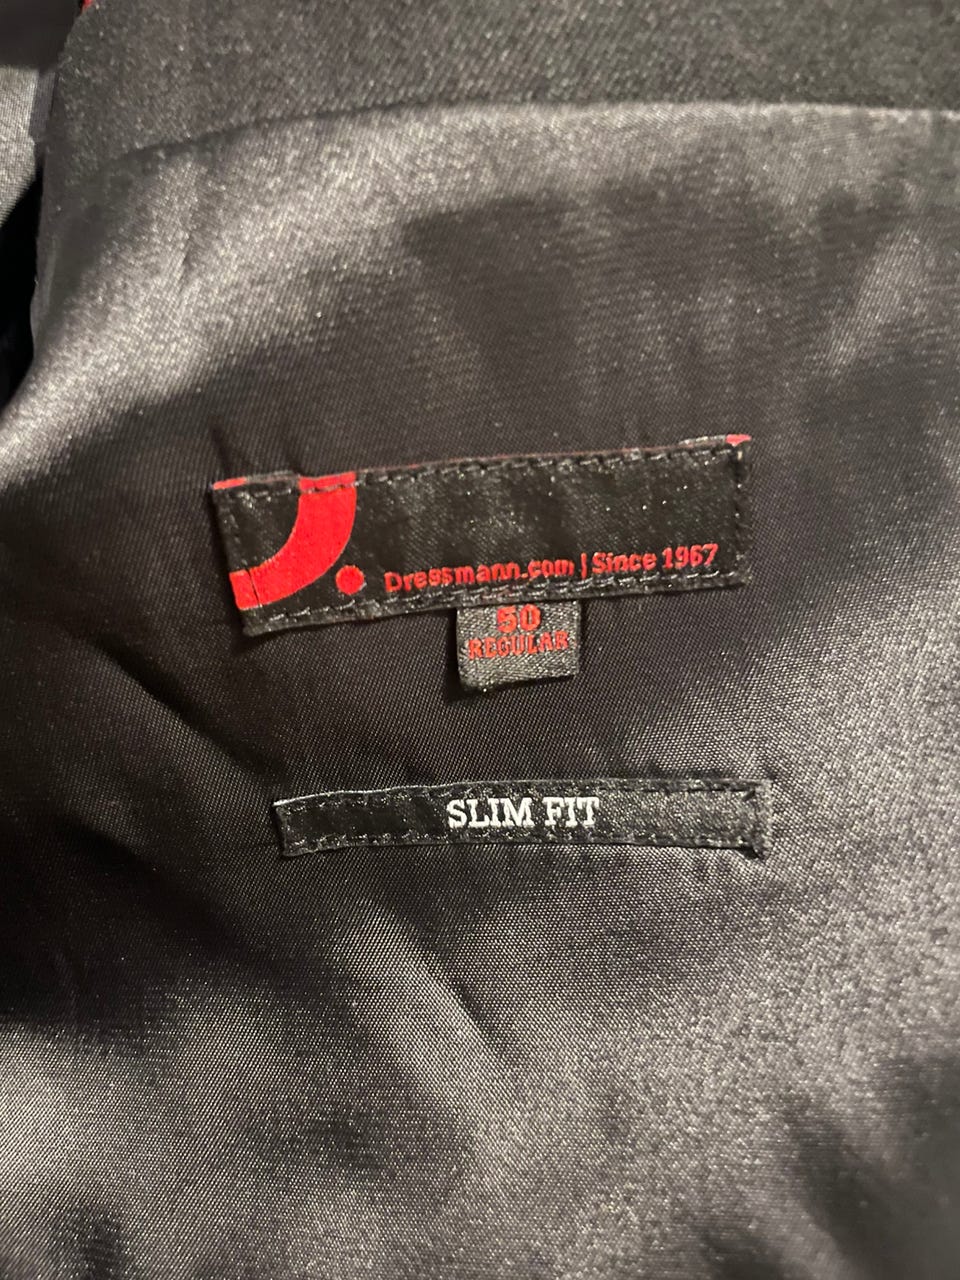 Dressmann.com | Since 1967
50
REGULAR
SLIM FIT